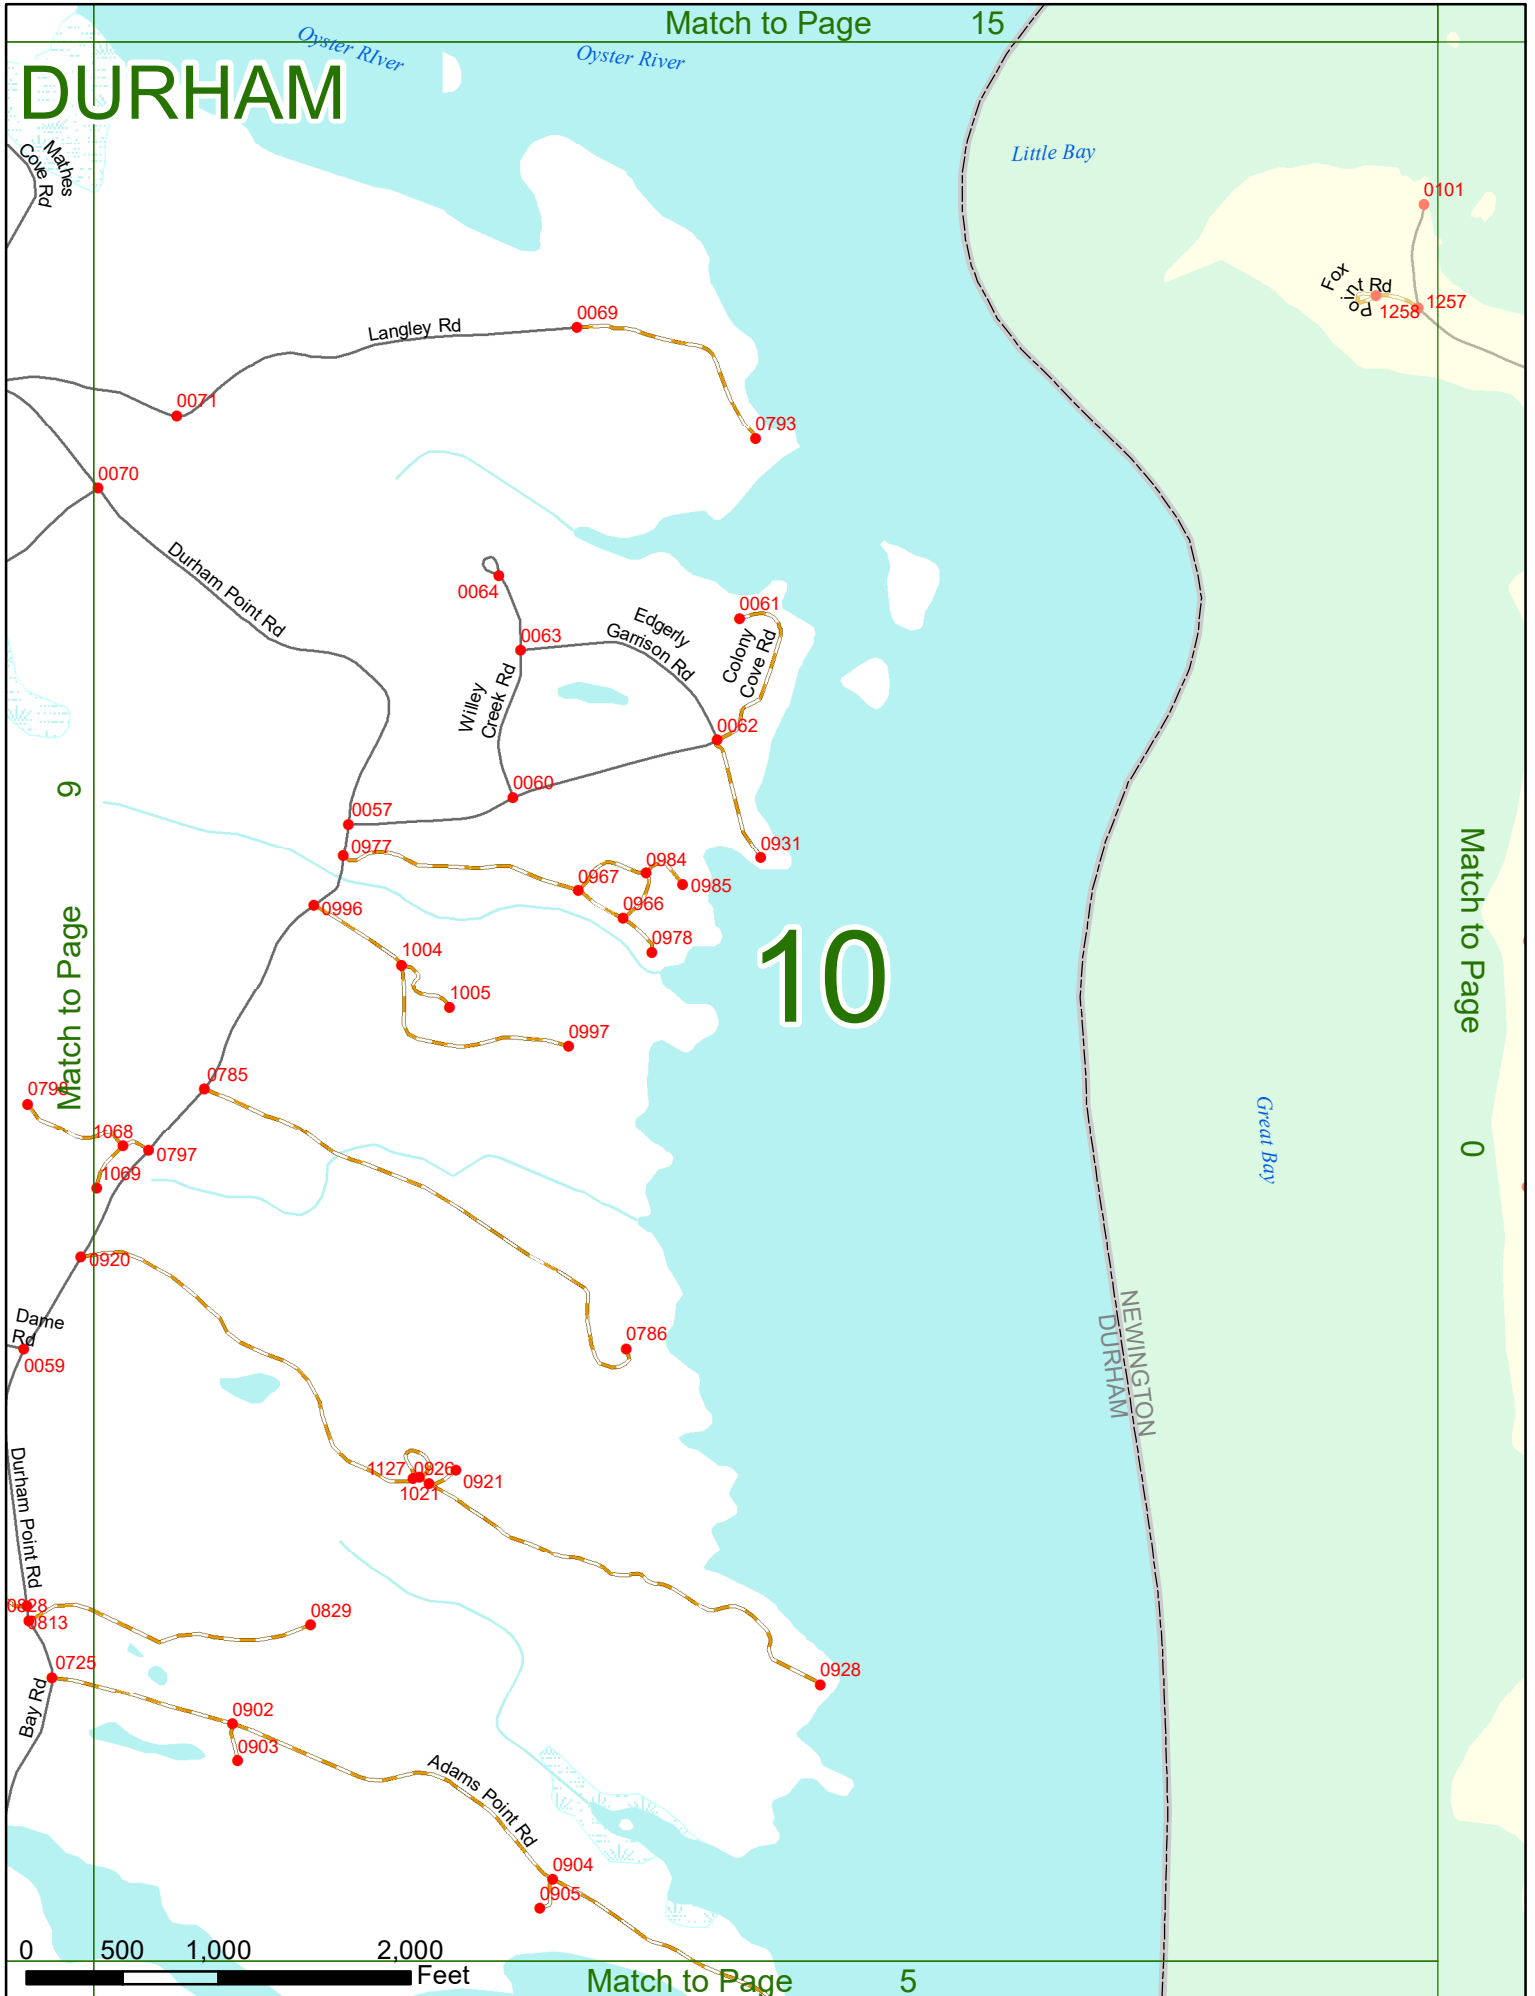 Match to Page 15
DURHAM
Oyster RIver
Oyster River
Little Bay
Mathes
Cove Rd
0101
Fox
Point Rd
1257
1258
Langley Rd
0069
0071
0793
0070
Durham Point Rd
0064
0061
0063
Edgerly
Garrison Rd
Colony
Cove Rd
Willey
Creek Rd
0062
0060
0057
0977
0931
0984
0967
0985
0966
0996
0978
1004
1005
0997
10
9
Match to Page
Match to Page
0
0785
0798
1068
0797
1069
0920
Great Bay
Dame
Rd
0059
0786
NEWINGTON
DURHAM
1127
0926
0921
1021
Durham Point Rd
0828
0813
0829
0725
0928
Bay Rd
0902
0903
Adams Point Rd
0904
0905
0 500 1,000 2,000
Feet
Match to Page 5